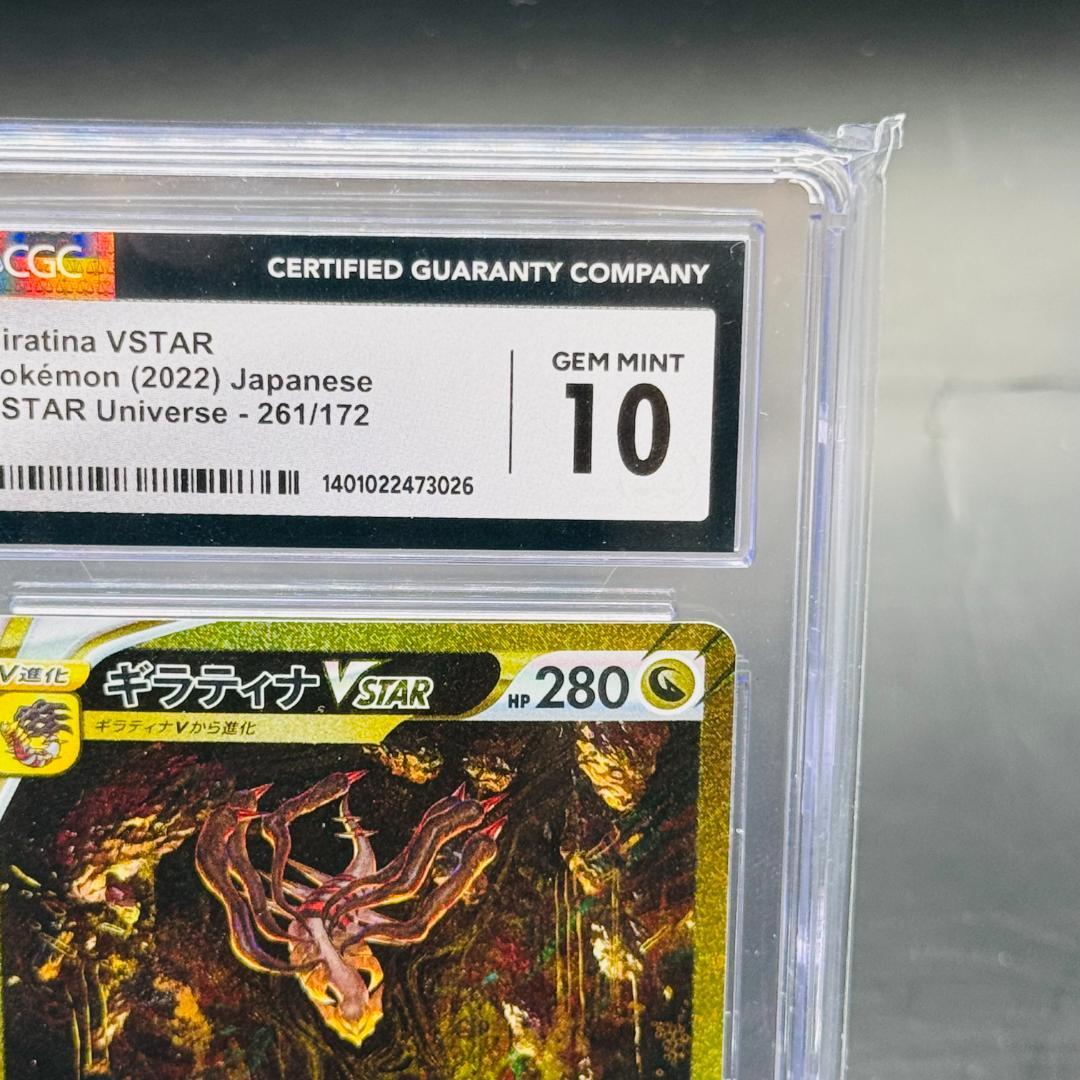 CGC
CERTIFIED GUARANTY COMPANY
iratina VSTAR
okémon (2022) Japanese
STAR Universe - 261/172
GEM MINT
10
1401022473026
V進化
ギラティナVSTAR
HP 280
ギラティナVから進化